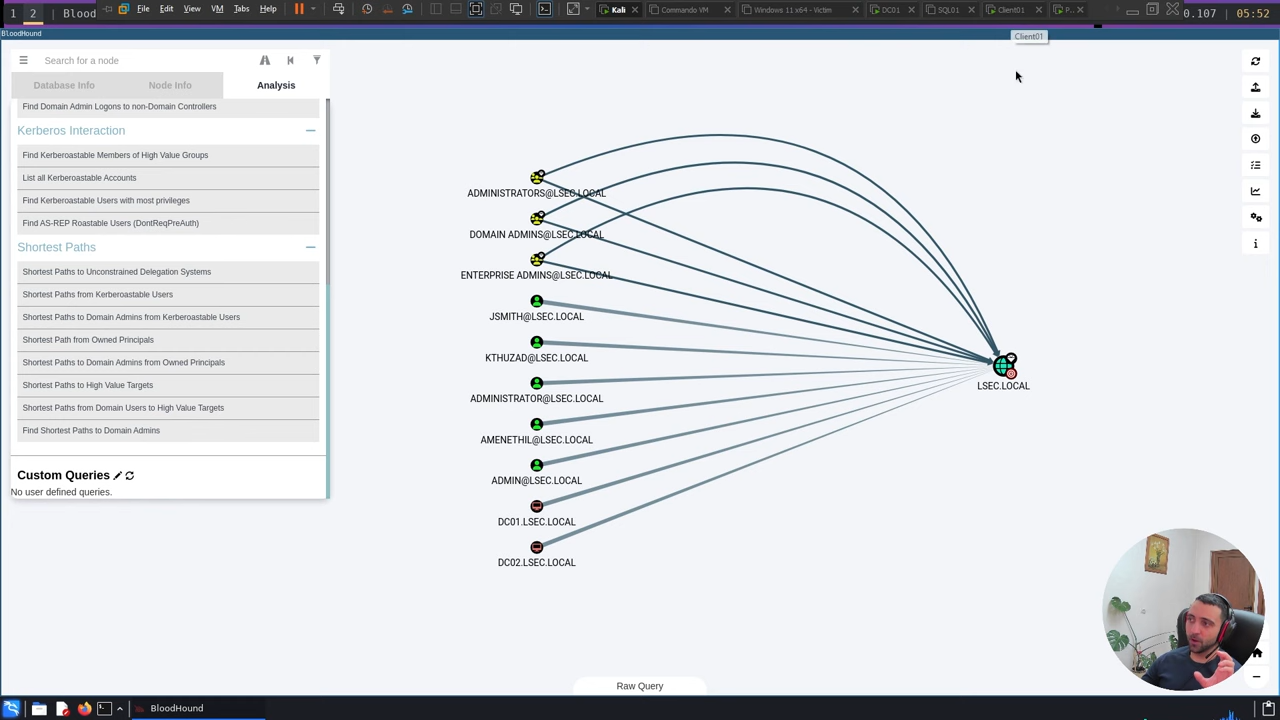 1 2 Blood File Edit View VM Tabs Help Kali Commando VM Windows 11 x64 - Victim DC01 SQL01 Client01 P... 0.107 05:52
BloodHound
Client01
Search for a node
Database Info Node Info Analysis
Find Domain Admin Logons to non-Domain Controllers
Kerberos Interaction
Find Kerberoastable Members of High Value Groups
List all Kerberoastable Accounts
Find Kerberoastable Users with most privileges
Find AS-REP Roastable Users (DontReqPreAuth)
Shortest Paths
Shortest Paths to Unconstrained Delegation Systems
Shortest Paths from Kerberoastable Users
Shortest Paths to Domain Admins from Kerberoastable Users
Shortest Path from Owned Principals
Shortest Paths to Domain Admins from Owned Principals
Shortest Paths to High Value Targets
Shortest Paths from Domain Users to High Value Targets
Find Shortest Paths to Domain Admins
Custom Queries
No user defined queries.
ADMINISTRATORS@LSEC.LOCAL
DOMAIN ADMINS@LSEC.LOCAL
ENTERPRISE ADMINS@LSEC.LOCAL
JSMITH@LSEC.LOCAL
KTHUZAD@LSEC.LOCAL
ADMINISTRATOR@LSEC.LOCAL
AMENETHIL@LSEC.LOCAL
ADMIN@LSEC.LOCAL
DC01.LSEC.LOCAL
DC02.LSEC.LOCAL
LSEC.LOCAL
Raw Query
BloodHound